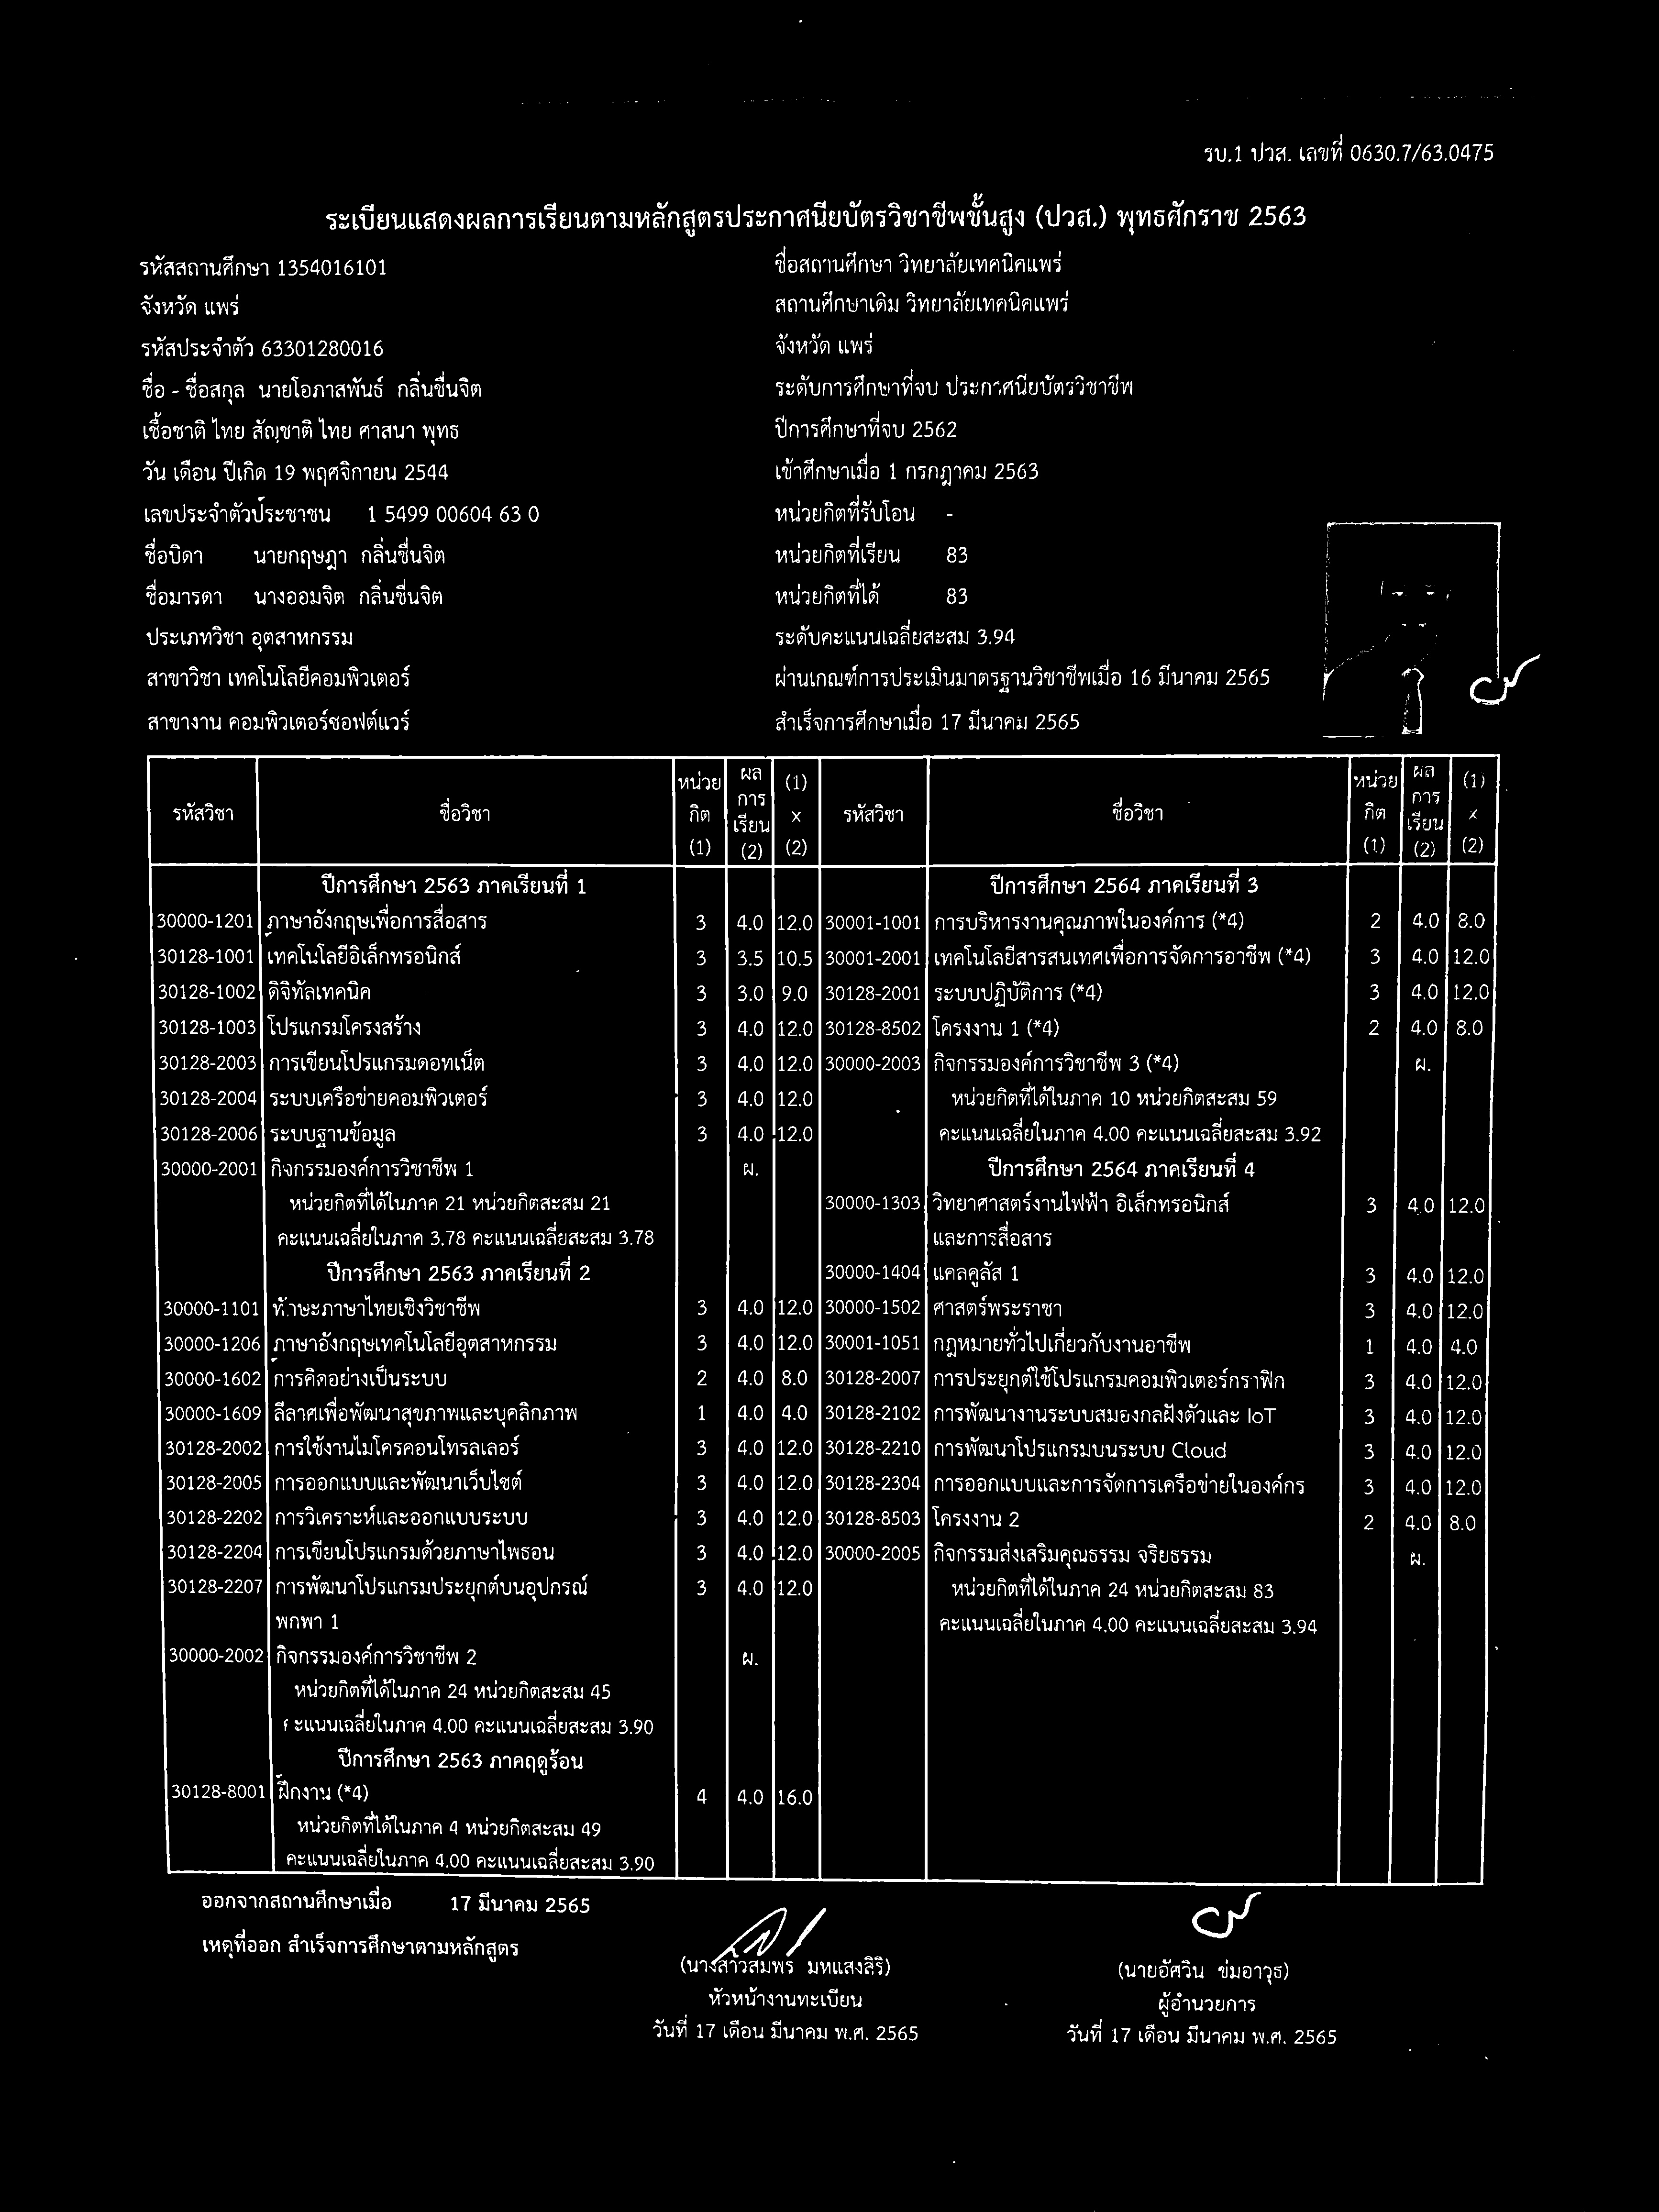 รบ.1 ปวส. เลขที่ 0630.7/63.0475
ระเบียนแสดงผลการเรียนตามหลักสูตรประกาศนียบัตรวิชาชีพชั้นสูง (ปวส.) พุทธศักราช 2563
รหัสสถานศึกษา 1354016101
จังหวัด แพร่
รหัสประจำตัว 63301280016
ชื่อ - ชื่อสกุล นายโอภาสพันธ์ กลิ่นชื่นจิต
เชื้อชาติ ไทย สัญชาติ ไทย ศาสนา พุทธ
วัน เดือน ปีเกิด 19 พฤศจิกายน 2544
เลขประจำตัวประชาชน 1 5499 00604 63 0
ชื่อบิดา นายกฤษฎา กลิ่นชื่นจิต
ชื่อมารดา นางออมจิต กลิ่นชื่นจิต
ประเภทวิชา อุตสาหกรรม
สาขาวิชา เทคโนโลยีคอมพิวเตอร์
สาขางาน คอมพิวเตอร์ซอฟต์แวร์
ชื่อสถานศึกษา วิทยาลัยเทคนิคแพร่
สถานศึกษาเดิม วิทยาลัยเทคนิคแพร่
จังหวัด แพร่
ระดับการศึกษาที่จบ ประกาศนียบัตรวิชาชีพ
ปีการศึกษาที่จบ 2562
เข้าศึกษาเมื่อ 1 กรกฎาคม 2563
หน่วยกิตที่รับโอน -
หน่วยกิตที่เรียน 83
หน่วยกิตที่ได้ 83
ระดับคะแนนเฉลี่ยสะสม 3.94
ผ่านเกณฑ์การประเมินมาตรฐานวิชาชีพเมื่อ 16 มีนาคม 2565
สำเร็จการศึกษาเมื่อ 17 มีนาคม 2565
รหัสวิชา ชื่อวิชา หน่วยกิต (1) ผลการเรียน (2) (1) x (2)
ปีการศึกษา 2563 ภาคเรียนที่ 1
30000-1201 ภาษาอังกฤษเพื่อการสื่อสาร 3 4.0 12.0
30128-1001 เทคโนโลยีอิเล็กทรอนิกส์ 3 3.5 10.5
30128-1002 ดิจิทัลเทคนิค 3 3.0 9.0
30128-1003 โปรแกรมโครงสร้าง 3 4.0 12.0
30128-2003 การเขียนโปรแกรมดอทเน็ต 3 4.0 12.0
30128-2004 ระบบเครือข่ายคอมพิวเตอร์ 3 4.0 12.0
30128-2006 ระบบฐานข้อมูล 3 4.0 12.0
30000-2001 กิจกรรมองค์การวิชาชีพ 1 ผ.
หน่วยกิตที่ได้ในภาค 21 หน่วยกิตสะสม 21
คะแนนเฉลี่ยในภาค 3.78 คะแนนเฉลี่ยสะสม 3.78
ปีการศึกษา 2563 ภาคเรียนที่ 2
30000-1101 ทักษะภาษาไทยเชิงวิชาชีพ 3 4.0 12.0
30000-1206 ภาษาอังกฤษเทคโนโลยีอุตสาหกรรม 3 4.0 12.0
30000-1602 การคิดอย่างเป็นระบบ 2 4.0 8.0
30000-1609 ลีลาศเพื่อพัฒนาสุขภาพและบุคลิกภาพ 1 4.0 4.0
30128-2002 การใช้งานไมโครคอนโทรลเลอร์ 3 4.0 12.0
30128-2005 การออกแบบและพัฒนาเว็บไซต์ 3 4.0 12.0
30128-2202 การวิเคราะห์และออกแบบระบบ 3 4.0 12.0
30128-2204 การเขียนโปรแกรมด้วยภาษาไพธอน 3 4.0 12.0
30128-2207 การพัฒนาโปรแกรมประยุกต์บนอุปกรณ์ 3 4.0 12.0
พกพา 1
30000-2002 กิจกรรมองค์การวิชาชีพ 2 ผ.
หน่วยกิตที่ได้ในภาค 24 หน่วยกิตสะสม 45
คะแนนเฉลี่ยในภาค 4.00 คะแนนเฉลี่ยสะสม 3.90
ปีการศึกษา 2563 ภาคฤดูร้อน
30128-8001 ฝึกงาน (*4) 4 4.0 16.0
หน่วยกิตที่ได้ในภาค 4 หน่วยกิตสะสม 49
คะแนนเฉลี่ยในภาค 4.00 คะแนนเฉลี่ยสะสม 3.90
รหัสวิชา ชื่อวิชา หน่วยกิต (1) ผลการเรียน (2) (1) x (2)
ปีการศึกษา 2564 ภาคเรียนที่ 3
30001-1001 การบริหารงานคุณภาพในองค์การ (*4) 2 4.0 8.0
30001-2001 เทคโนโลยีสารสนเทศเพื่อการจัดการอาชีพ (*4) 3 4.0 12.0
30128-2001 ระบบปฏิบัติการ (*4) 3 4.0 12.0
30128-8502 โครงงาน 1 (*4) 2 4.0 8.0
30000-2003 กิจกรรมองค์การวิชาชีพ 3 (*4) ผ.
หน่วยกิตที่ได้ในภาค 10 หน่วยกิตสะสม 59
คะแนนเฉลี่ยในภาค 4.00 คะแนนเฉลี่ยสะสม 3.92
ปีการศึกษา 2564 ภาคเรียนที่ 4
30000-1303 วิทยาศาสตร์งานไฟฟ้า อิเล็กทรอนิกส์ 3 4.0 12.0
และการสื่อสาร
30000-1404 แคลคูลัส 1 3 4.0 12.0
30000-1502 ศาสตร์พระราชา 3 4.0 12.0
30001-1051 กฎหมายทั่วไปเกี่ยวกับงานอาชีพ 1 4.0 4.0
30128-2007 การประยุกต์ใช้โปรแกรมคอมพิวเตอร์กราฟิก 3 4.0 12.0
30128-2102 การพัฒนางานระบบสมองกลฝังตัวและ IoT 3 4.0 12.0
30128-2210 การพัฒนาโปรแกรมบนระบบ Cloud 3 4.0 12.0
30128-2304 การออกแบบและการจัดการเครือข่ายในองค์กร 3 4.0 12.0
30128-8503 โครงงาน 2 2 4.0 8.0
30000-2005 กิจกรรมส่งเสริมคุณธรรม จริยธรรม ผ.
หน่วยกิตที่ได้ในภาค 24 หน่วยกิตสะสม 83
คะแนนเฉลี่ยในภาค 4.00 คะแนนเฉลี่ยสะสม 3.94
ออกจากสถานศึกษาเมื่อ 17 มีนาคม 2565
เหตุที่ออก สำเร็จการศึกษาตามหลักสูตร
(นางสาวสมพร มหแสงสิริ)
หัวหน้างานทะเบียน
วันที่ 17 เดือน มีนาคม พ.ศ. 2565
(นายอัศวิน ข่มอาวุธ)
ผู้อำนวยการ
วันที่ 17 เดือน มีนาคม พ.ศ. 2565